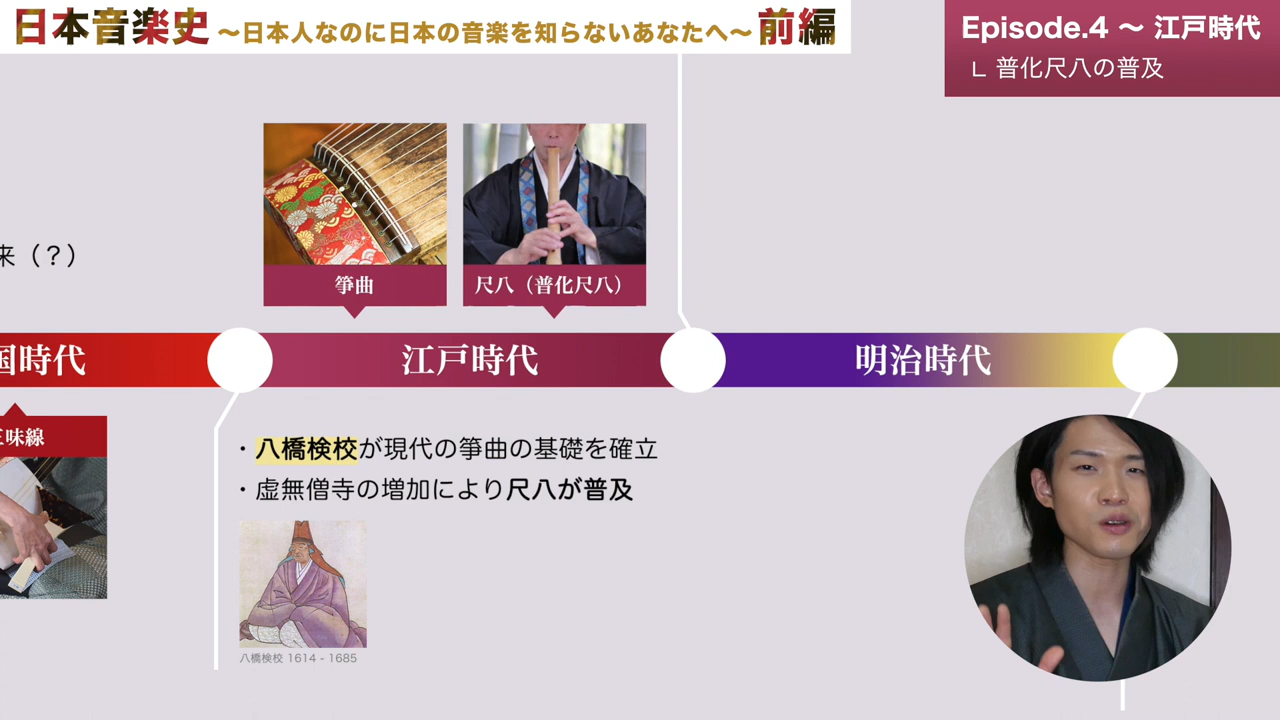 日本音楽史 〜日本人なのに日本の音楽を知らないあなたへ〜 前編
Episode.4 〜 江戸時代
∟ 普化尺八の普及
来（？）
箏曲
尺八（普化尺八）
国時代
江戸時代
明治時代
三味線
・八橋検校が現代の箏曲の基礎を確立
・虚無僧寺の増加により尺八が普及
八橋検校 1614 - 1685